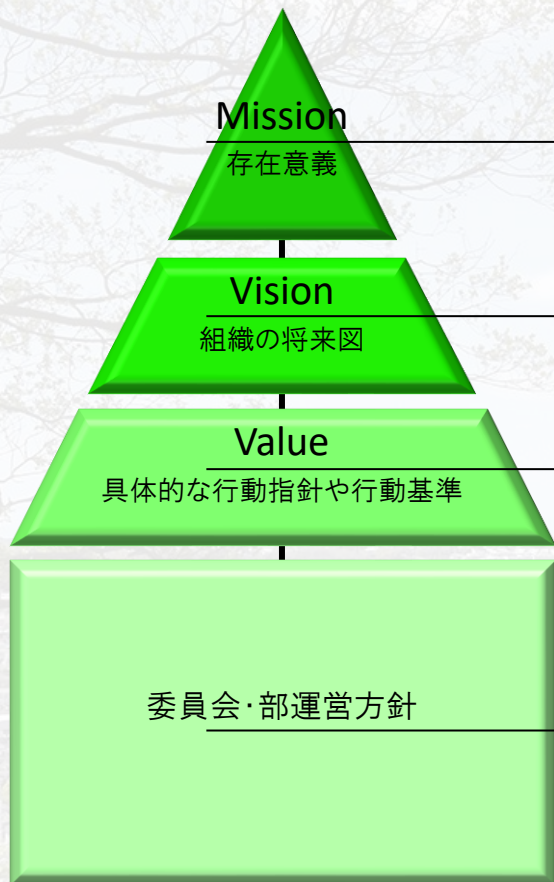 Mission
存在意義
Vision
組織の将来図
Value
具体的な行動指針や行動基準
委員会・部運営方針